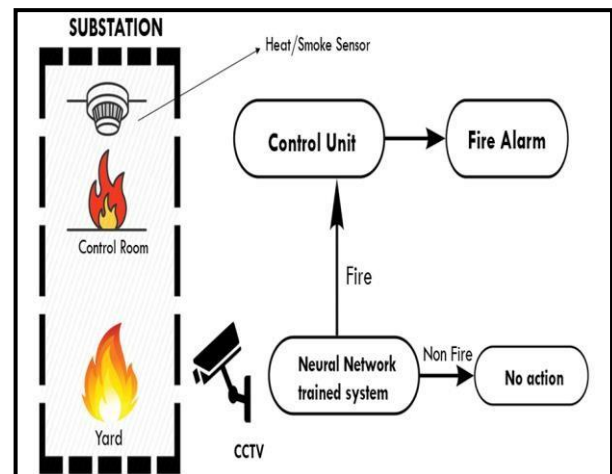 SUBSTATION
Heat/Smoke Sensor
Control Unit
Fire Alarm
Control Room
Fire
Neural Network
trained system
Non Fire
No action
Yard
CCTV